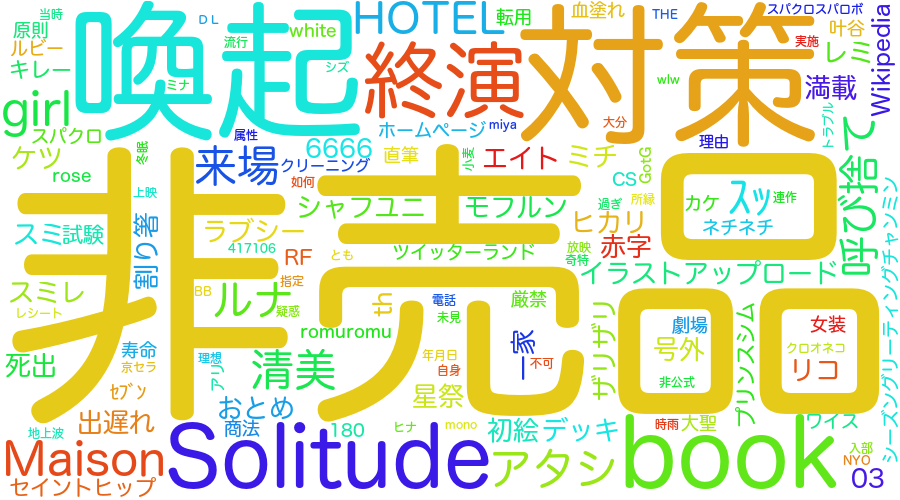 ＤＬ
HOTEL
転用
血塗れ
THE
スパクロスパロボ
当時
原則
ルビー
キレー
喚起
流行
white
シズ
ミナ
終演
対策
実施
レミ
叶谷
Wikipedia
girl
スパクロ
ケツ
rose
属性
ホームページ
miya
大分
wlw
満載
理由
トラブル
呼び捨て
冬眠
上映
来場
6666
クリーニング
直筆
小麦
エイト
ミチ
GotG
CS
過ぎ
所縁
如何
シャフユニ
モフルン
カケ
ｽｯ
連作
ネチネチ
スミ
試験
割り箸
ラブシー
417106
RF
とも
ツイッターランド
ヒカリ
放映
奇特
赤字
イラストアップロード
非売品
スミレ
レシート
BB
ルナ
指定
疑惑
th
電話
未見
厳禁
romuromu
一家
ザリザリ
劇場
女装
号外
プリンスシム
クロオネコ
リコ
シーズングリーティングチャンミン
死出
寿命
京セラ
理想
アリ
清美
年月日
自身
不可
非公式
ｾﾌﾞﾝ
星祭
おとめ
出遅れ
商法
地上波
180
ヒナ
mono
初絵
デッキ
時雨
大聖
ワイス
入部
NYO
Maison
Solitude
アタシ
book
03
セイントヒップ